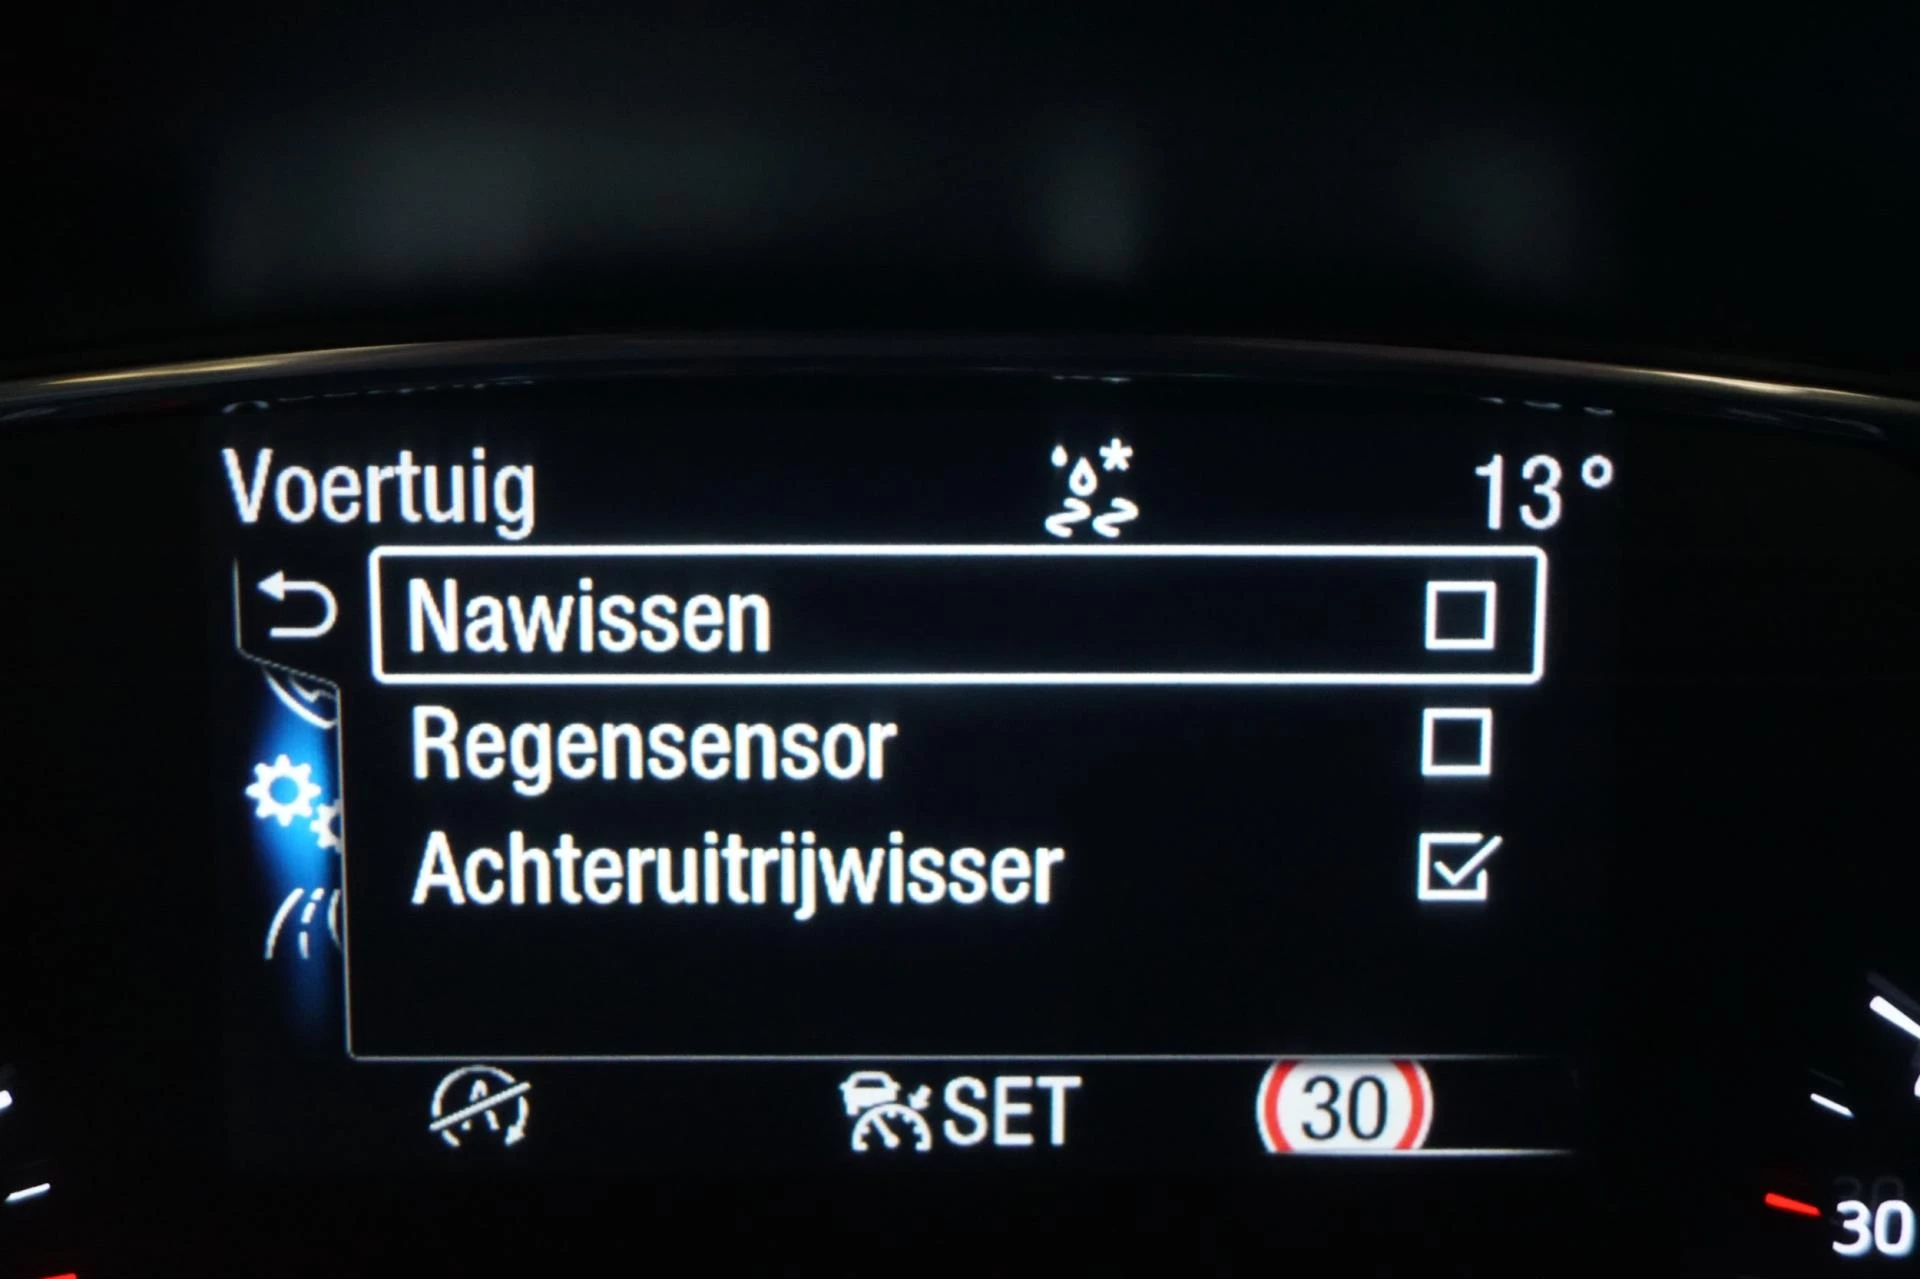 Voertuig 13°
Nawissen
Regensensor
Achteruitrijwisser
SET 30
30